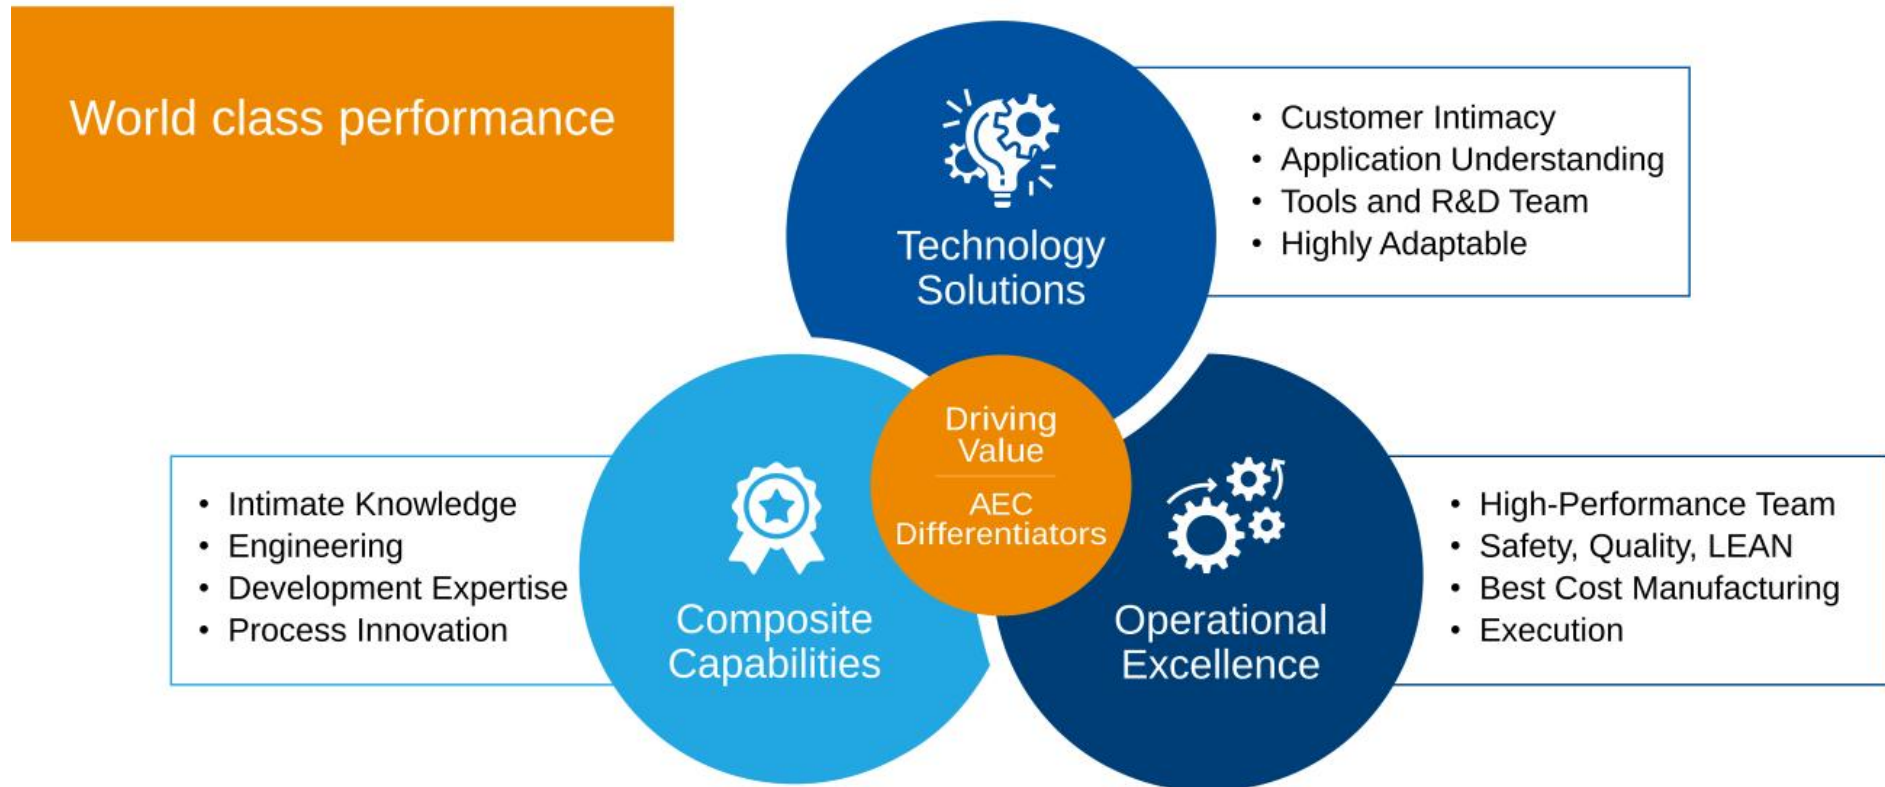 World class performance
Technology
Solutions
• Customer Intimacy
• Application Understanding
• Tools and R&D Team
• Highly Adaptable
Driving
Value
AEC
Differentiators
• Intimate Knowledge
• Engineering
• Development Expertise
• Process Innovation
Composite
Capabilities
Operational
Excellence
• High-Performance Team
• Safety, Quality, LEAN
• Best Cost Manufacturing
• Execution